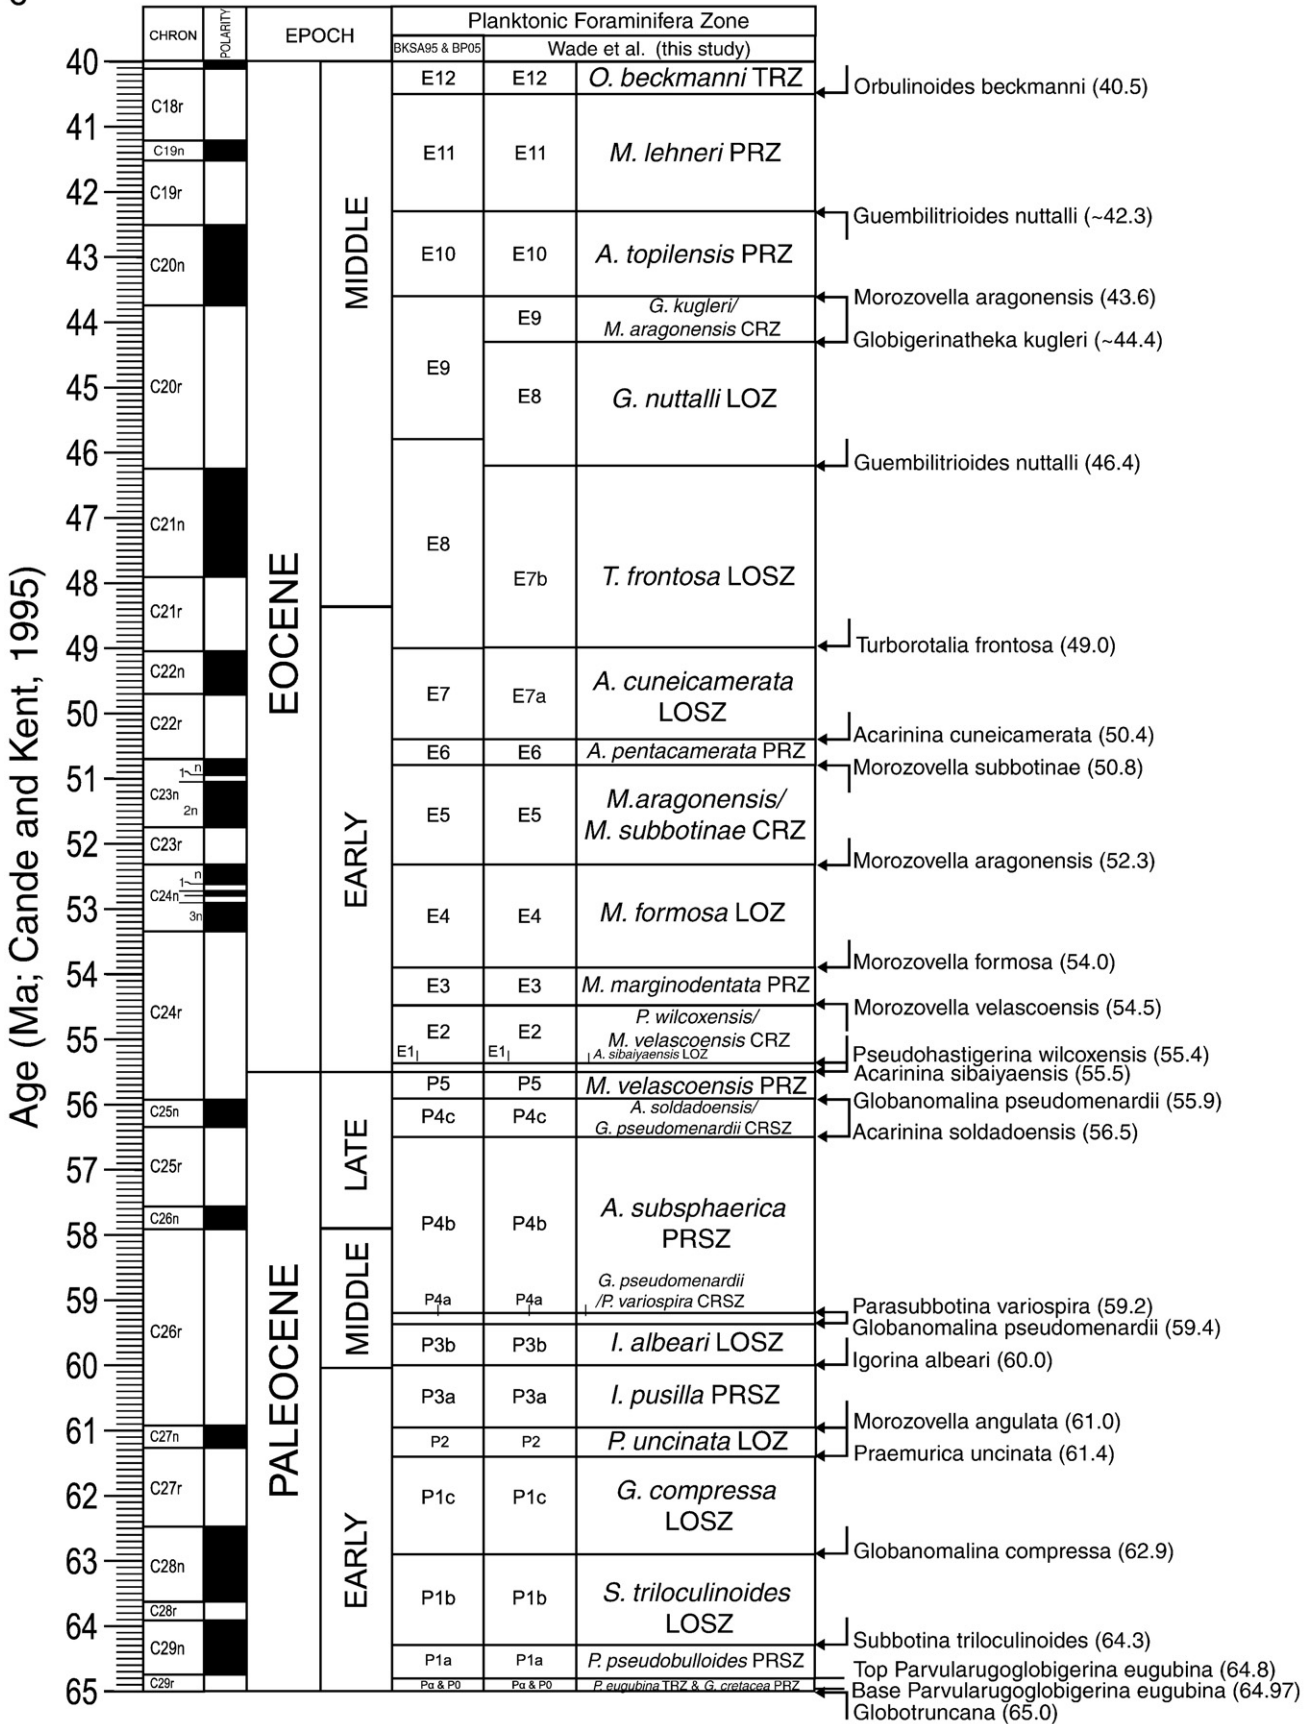 Planktonic Foraminifera Zone
CHRON
POLARITY
EPOCH
BKSA95 & BP05
Wade et al. (this study)
Age (Ma; Cande and Kent, 1995)
40
41
42
43
44
45
46
47
48
49
50
51
52
53
54
55
56
57
58
59
60
61
62
63
64
65
C18r
C19n
C19r
C20n
C20r
C21n
C21r
C22n
C22r
1
n
C23n
2n
C23r
n
1
C24n
3n
C24r
C25n
C25r
C26n
C26r
C27n
C27r
C28n
C28r
C29n
C29r
EOCENE
PALEOCENE
MIDDLE
EARLY
LATE
MIDDLE
EARLY
E12
E11
E10
E9
E8
E7
E6
E5
E4
E3
E2
E1
P5
P4c
P4b
P4a
P3b
P3a
P2
P1c
P1b
P1a
Pα & P0
E12
E11
E10
E9
E8
E7b
E7a
E6
E5
E4
E3
E2
E1
P5
P4c
P4b
P4a
P3b
P3a
P2
P1c
P1b
P1a
Pα & P0
O. beckmanni TRZ
M. lehneri PRZ
A. topilensis PRZ
G. kugleri/
M. aragonensis CRZ
G. nuttalli LOZ
T. frontosa LOSZ
A. cuneicamerata
LOSZ
A. pentacamerata PRZ
M.aragonensis/
M. subbotinae CRZ
M. formosa LOZ
M. marginodentata PRZ
P. wilcoxensis/
M. velascoensis CRZ
A. sibaiyaensis LOZ
M. velascoensis PRZ
A. soldadoensis/
G. pseudomenardii CRSZ
A. subsphaerica
PRSZ
G. pseudomenardii
/P. variospira CRSZ
I. albeari LOSZ
I. pusilla PRSZ
P. uncinata LOZ
G. compressa
LOSZ
S. triloculinoides
LOSZ
P. pseudobulloides PRSZ
P. eugubina TRZ & G. cretacea PRZ
Orbulinoides beckmanni (40.5)
Guembilitrioides nuttalli (~42.3)
Morozovella aragonensis (43.6)
Globigerinatheka kugleri (~44.4)
Guembilitrioides nuttalli (46.4)
Turborotalia frontosa (49.0)
Acarinina cuneicamerata (50.4)
Morozovella subbotinae (50.8)
Morozovella aragonensis (52.3)
Morozovella formosa (54.0)
Morozovella velascoensis (54.5)
Pseudohastigerina wilcoxensis (55.4)
Acarinina sibaiyaensis (55.5)
Globanomalina pseudomenardii (55.9)
Acarinina soldadoensis (56.5)
Parasubbotina variospira (59.2)
Globanomalina pseudomenardii (59.4)
Igorina albeari (60.0)
Morozovella angulata (61.0)
Praemurica uncinata (61.4)
Globanomalina compressa (62.9)
Subbotina triloculinoides (64.3)
Top Parvularugoglobigerina eugubina (64.8)
Base Parvularugoglobigerina eugubina (64.97)
Globotruncana (65.0)